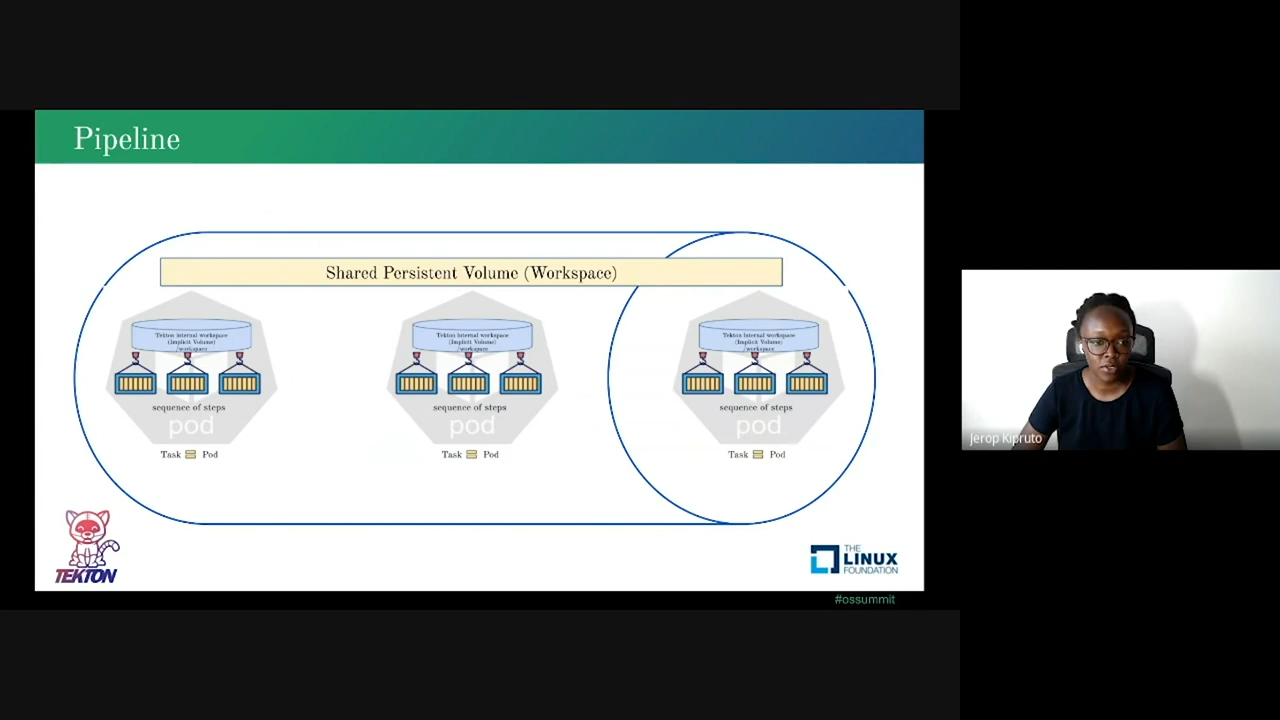 Pipeline
Shared Persistent Volume (Workspace)
Tekton internal workspace
(Implicit Volume)
/workspace
sequence of steps
pod
Task Pod
Tekton internal workspace
(Implicit Volume)
/workspace
sequence of steps
pod
Task Pod
Tekton internal workspace
(Implicit Volume)
/workspace
sequence of steps
pod
Task Pod
TEKTON
THE
LINUX
FOUNDATION
#ossummit
Jerop Kipruto